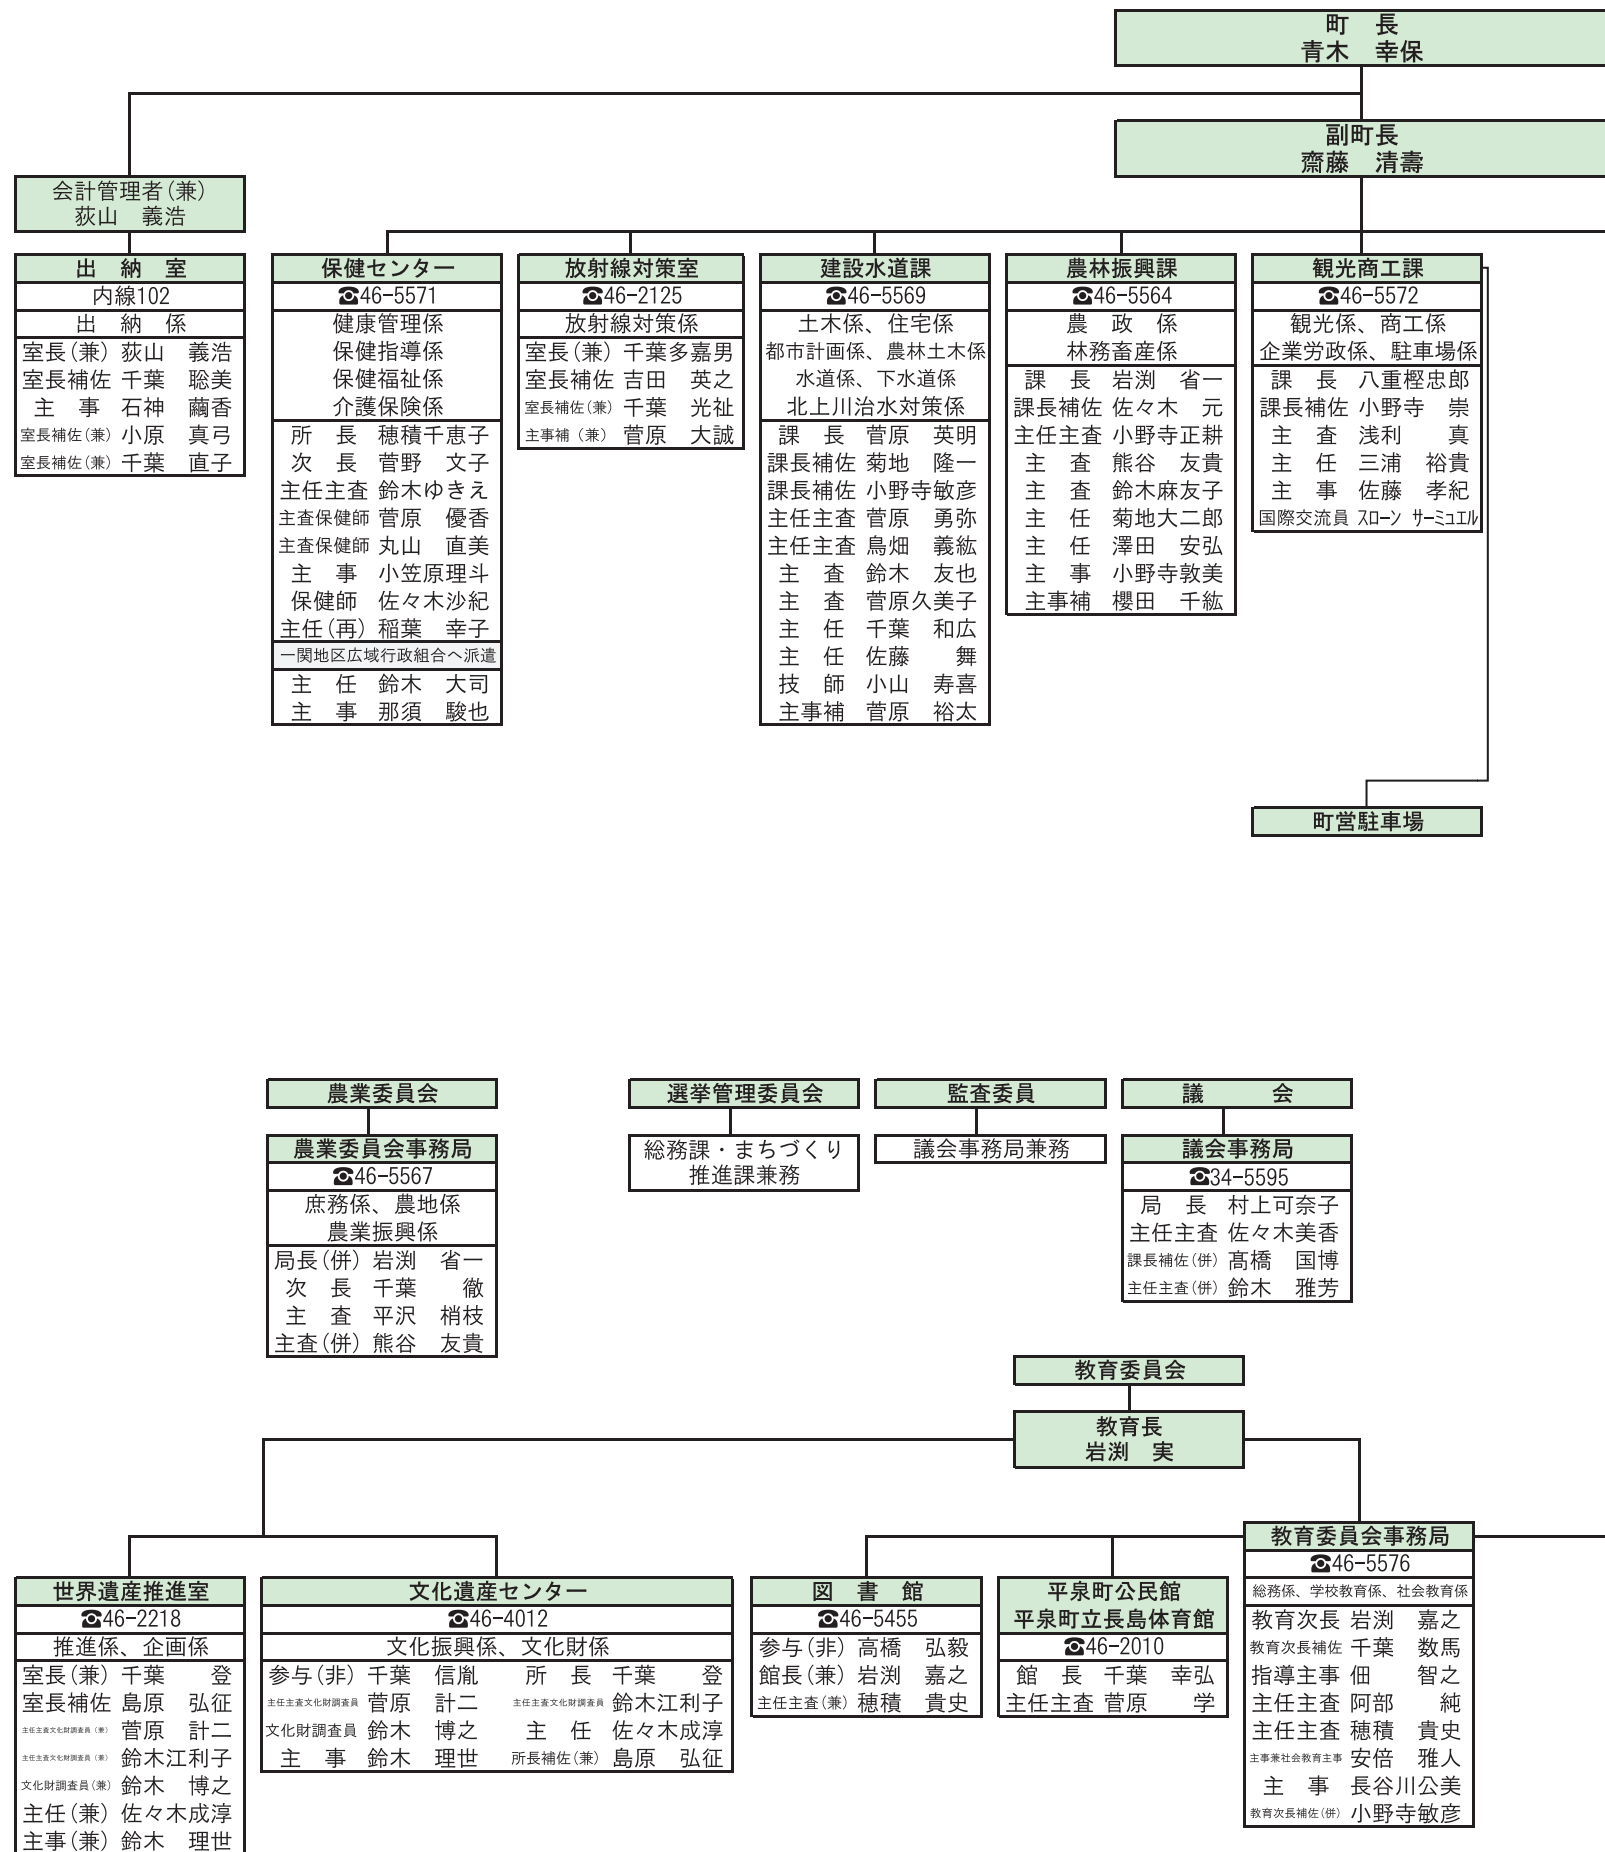 町　長
青木　幸保
副町長
齋藤　清壽
会計管理者(兼)
荻山　義浩
出　納　室
内線102
出　納　係
室長(兼) 荻山　義浩
室長補佐 千葉　聡美
主　事 石神　繭香
室長補佐(兼) 小原　真弓
室長補佐(兼) 千葉　直子
保健センター
☎46-5571
健康管理係
保健指導係
保健福祉係
介護保険係
所　長 穂積千恵子
次　長 菅野　文子
主任主査 鈴木ゆきえ
主査保健師 菅原　優香
主査保健師 丸山　直美
主　事 小笠原理斗
保健師 佐々木沙紀
主任(再) 稲葉　幸子
一関地区広域行政組合へ派遣
主　任 鈴木　大司
主　事 那須　駿也
放射線対策室
☎46-2125
放射線対策係
室長(兼) 千葉多嘉男
室長補佐 吉田　英之
室長補佐(兼) 千葉　光祉
主事補（兼） 菅原　大誠
建設水道課
☎46-5569
土木係、住宅係
都市計画係、農林土木係
水道係、下水道係
北上川治水対策係
課　長 菅原　英明
課長補佐 菊地　隆一
課長補佐 小野寺敏彦
主任主査 菅原　勇弥
主任主査 鳥畑　義紘
主　査 鈴木　友也
主　査 菅原久美子
主　任 千葉　和広
主　任 佐藤　　舞
技　師 小山　寿喜
主事補 菅原　裕太
農林振興課
☎46-5564
農　政　係
林務畜産係
課　長 岩渕　省一
課長補佐 佐々木　元
主任主査 小野寺正耕
主　査 熊谷　友貴
主　査 鈴木麻友子
主　任 菊地大二郎
主　任 澤田　安弘
主　事 小野寺敦美
主事補 櫻田　千紘
観光商工課
☎46-5572
観光係、商工係
企業労政係、駐車場係
課　長 八重樫忠郎
課長補佐 小野寺　崇
主　査 浅利　　真
主　任 三浦　裕貴
主　事 佐藤　孝紀
国際交流員 スローン サーミュエル
町営駐車場
農業委員会
農業委員会事務局
☎46-5567
庶務係、農地係
農業振興係
局長(併) 岩渕　省一
次　長 千葉　　徹
主　査 平沢　梢枝
主査(併) 熊谷　友貴
選挙管理委員会
総務課・まちづくり
推進課兼務
監査委員
議会事務局兼務
議　　　会
議会事務局
☎34-5595
局　長 村上可奈子
主任主査 佐々木美香
課長補佐(併) 髙橋　国博
主任主査(併) 鈴木　雅芳
教育委員会
教育長
岩渕　実
世界遺産推進室
☎46-2218
推進係、企画係
室長(兼) 千葉　　登
室長補佐 島原　弘征
主任主査文化財調査員（兼） 菅原　計二
主任主査文化財調査員（兼） 鈴木江利子
文化財調査員(兼) 鈴木　博之
主任(兼) 佐々木成淳
主事(兼) 鈴木　理世
文化遺産センター
☎46-4012
文化振興係、文化財係
参与(非) 千葉　信胤　所　長 千葉　　登
主任主査文化財調査員 菅原　計二　主任主査文化財調査員 鈴木江利子
文化財調査員 鈴木　博之　主　任 佐々木成淳
主　事 鈴木　理世　所長補佐(兼) 島原　弘征
図　書　館
☎46-5455
参与(非) 高橋　弘毅
館長(兼) 岩渕　嘉之
主任主査(兼) 穂積　貴史
平泉町公民館
平泉町立長島体育館
☎46-2010
館　長 千葉　幸弘
主任主査 菅原　　学
教育委員会事務局
☎46-5576
総務係、学校教育係、社会教育係
教育次長 岩渕　嘉之
教育次長補佐 千葉　数馬
指導主事 佃　　智之
主任主査 阿部　　純
主任主査 穂積　貴史
主事兼社会教育主事 安倍　雅人
主　事 長谷川公美
教育次長補佐(併) 小野寺敏彦